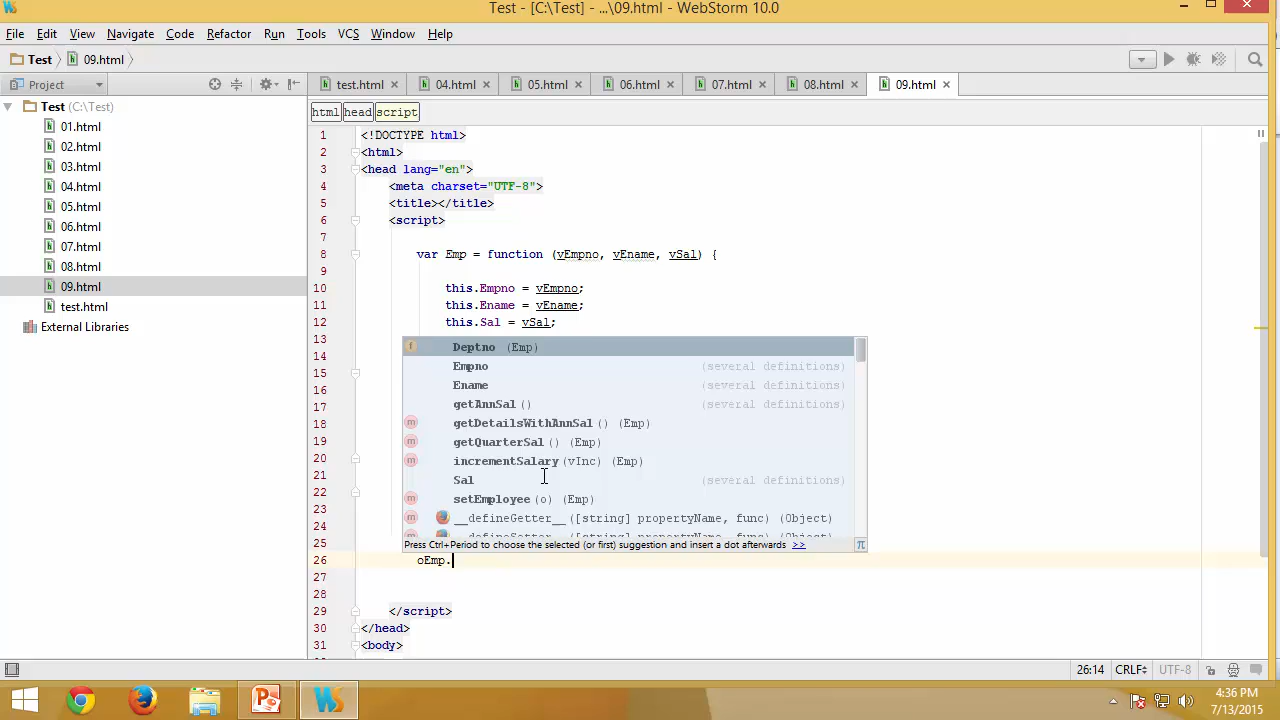 Test - [C:\Test] - ...\09.html - WebStorm 10.0
File Edit View Navigate Code Refactor Run Tools VCS Window Help
Test 09.html
Project test.html 04.html 05.html 06.html 07.html 08.html 09.html
Test (C:\Test)
01.html
02.html
03.html
04.html
05.html
06.html
07.html
08.html
09.html
test.html
External Libraries
html head script
1 <!DOCTYPE html>
2 <html>
3 <head lang="en">
4 <meta charset="UTF-8">
5 <title></title>
6 <script>
7
8 var Emp = function (vEmpno, vEname, vSal) {
9
10 this.Empno = vEmpno;
11 this.Ename = vEname;
12 this.Sal = vSal;
13
14
15
16
17
18
19
20
21
22
23
24
25
Deptno (Emp)
Empno (several definitions)
Ename (several definitions)
getAnnSal () (several definitions)
getDetailsWithAnnSal () (Emp)
getQuarterSal () (Emp)
incrementSalary (vInc) (Emp)
Sal (several definitions)
setEmployee (o) (Emp)
__defineGetter__ ([string] propertyName, func) (Object)
Press Ctrl+Period to choose the selected (or first) suggestion and insert a dot afterwards >> π
26 oEmp.
27
28
29 </script>
30 </head>
31 <body>
26:14 CRLF UTF-8
4:36 PM
7/13/2015